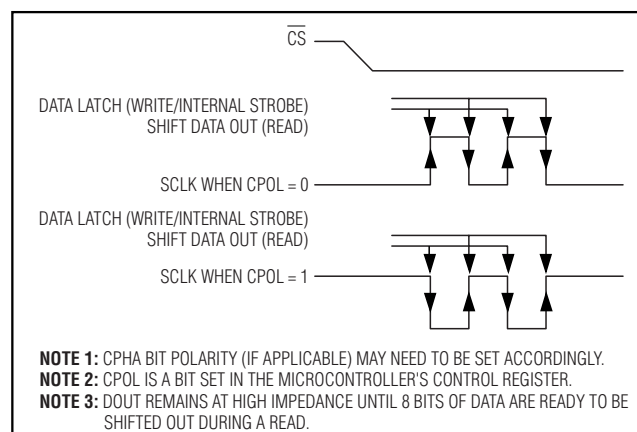 CS
DATA LATCH (WRITE/INTERNAL STROBE)
SHIFT DATA OUT (READ)
SCLK WHEN CPOL = 0
DATA LATCH (WRITE/INTERNAL STROBE)
SHIFT DATA OUT (READ)
SCLK WHEN CPOL = 1
NOTE 1: CPHA BIT POLARITY (IF APPLICABLE) MAY NEED TO BE SET ACCORDINGLY.
NOTE 2: CPOL IS A BIT SET IN THE MICROCONTROLLER'S CONTROL REGISTER.
NOTE 3: DOUT REMAINS AT HIGH IMPEDANCE UNTIL 8 BITS OF DATA ARE READY TO BE
SHIFTED OUT DURING A READ.